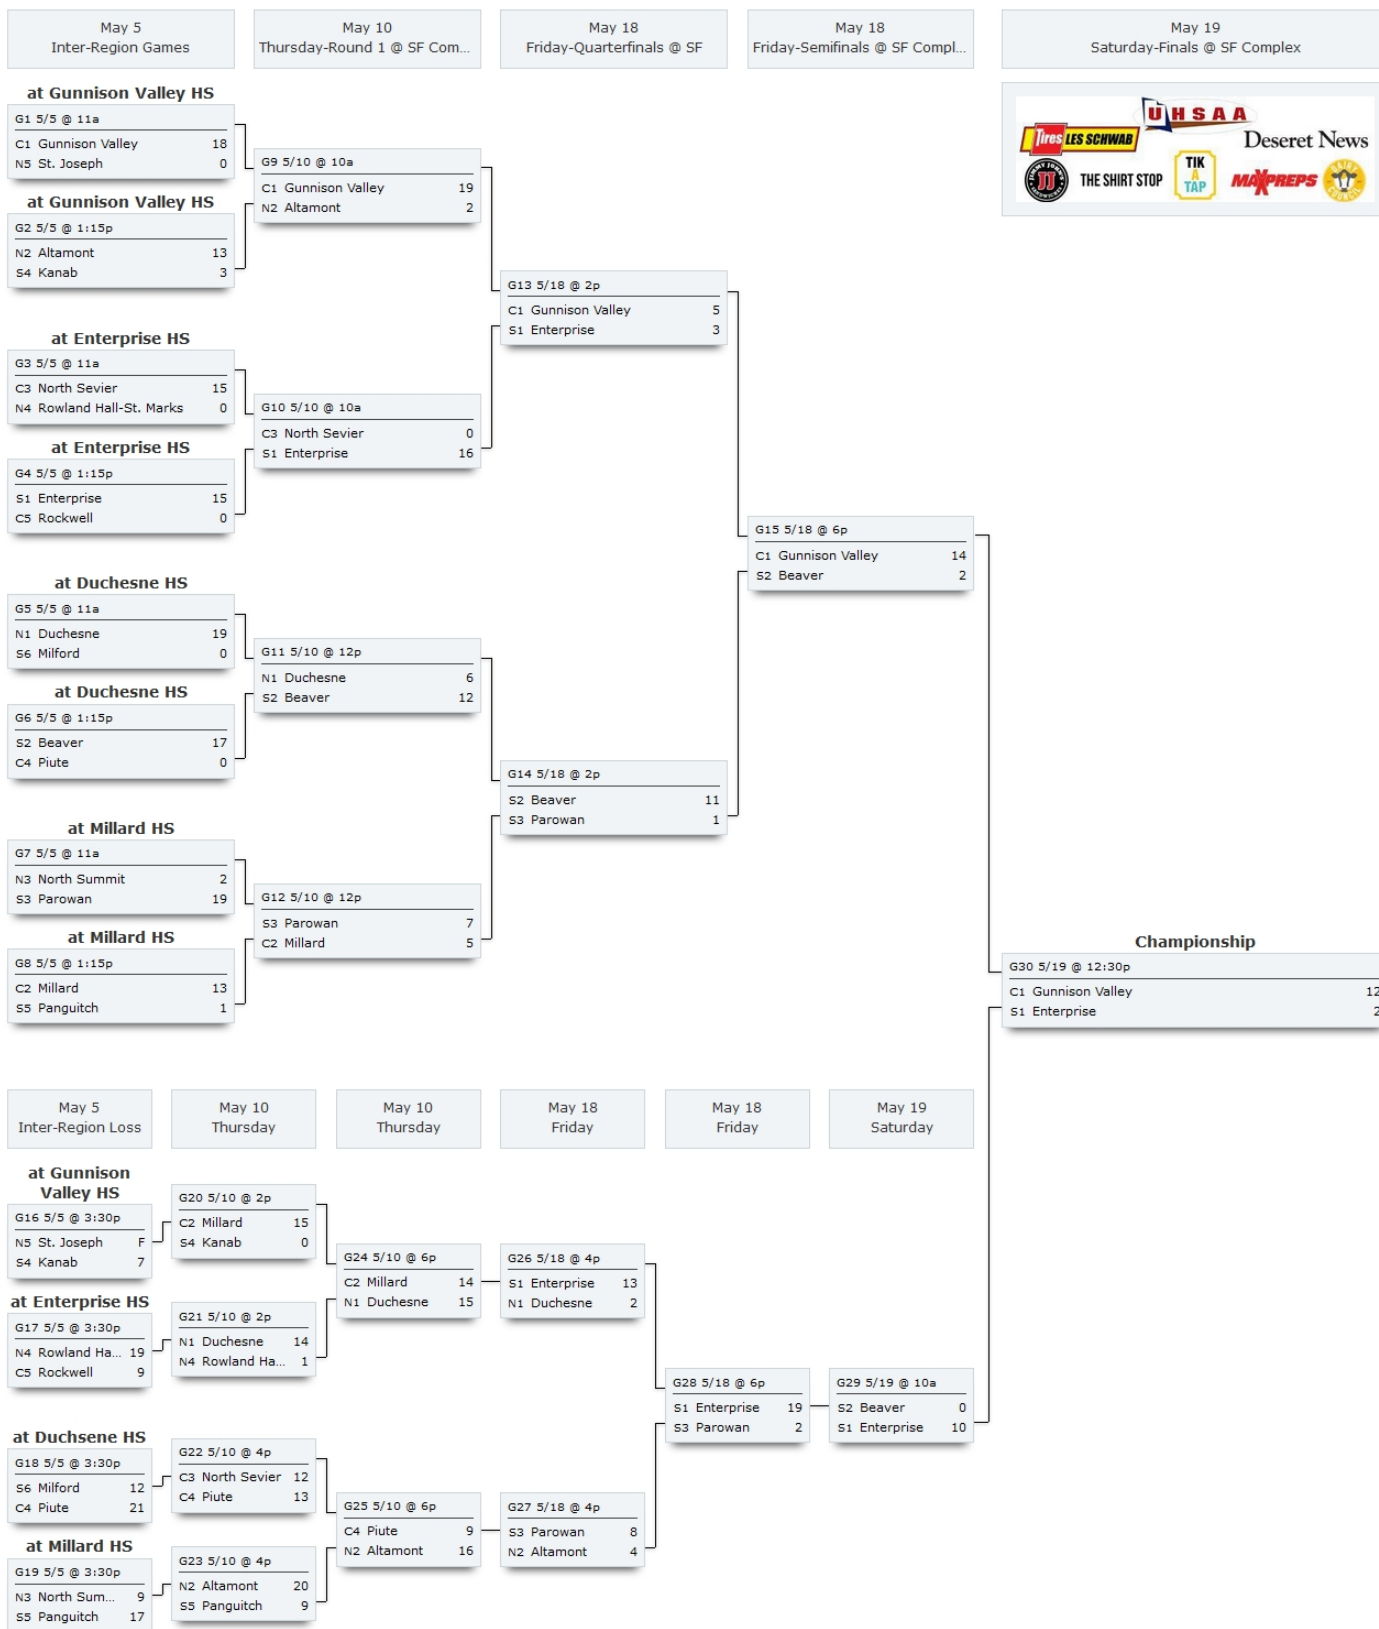 May 5
Inter-Region Games
May 10
Thursday-Round 1 @ SF Com...
May 18
Friday-Quarterfinals @ SF
May 18
Friday-Semifinals @ SF Compl...
May 19
Saturday-Finals @ SF Complex
UHSAA
Tires LES SCHWAB
Deseret News
JIMMY JOHN'S
JJ
THE SHIRT STOP
TIK
A
TAP
MAXPREPS
DAIRY COUNCIL
at Gunnison Valley HS
G1 5/5 @ 11a
C1 Gunnison Valley 18
N5 St. Joseph 0
at Gunnison Valley HS
G2 5/5 @ 1:15p
N2 Altamont 13
S4 Kanab 3
at Enterprise HS
G3 5/5 @ 11a
C3 North Sevier 15
N4 Rowland Hall-St. Marks 0
at Enterprise HS
G4 5/5 @ 1:15p
S1 Enterprise 15
C5 Rockwell 0
at Duchesne HS
G5 5/5 @ 11a
N1 Duchesne 19
S6 Milford 0
at Duchesne HS
G6 5/5 @ 1:15p
S2 Beaver 17
C4 Piute 0
at Millard HS
G7 5/5 @ 11a
N3 North Summit 2
S3 Parowan 19
at Millard HS
G8 5/5 @ 1:15p
C2 Millard 13
S5 Panguitch 1
G9 5/10 @ 10a
C1 Gunnison Valley 19
N2 Altamont 2
G10 5/10 @ 10a
C3 North Sevier 0
S1 Enterprise 16
G11 5/10 @ 12p
N1 Duchesne 6
S2 Beaver 12
G12 5/10 @ 12p
S3 Parowan 7
C2 Millard 5
G13 5/18 @ 2p
C1 Gunnison Valley 5
S1 Enterprise 3
G14 5/18 @ 2p
S2 Beaver 11
S3 Parowan 1
G15 5/18 @ 6p
C1 Gunnison Valley 14
S2 Beaver 2
Championship
G30 5/19 @ 12:30p
C1 Gunnison Valley 12
S1 Enterprise 2
May 5
Inter-Region Loss
May 10
Thursday
May 10
Thursday
May 18
Friday
May 18
Friday
May 19
Saturday
at Gunnison
Valley HS
G16 5/5 @ 3:30p
N5 St. Joseph F
S4 Kanab 7
at Enterprise HS
G17 5/5 @ 3:30p
N4 Rowland Ha... 19
C5 Rockwell 9
at Duchsene HS
G18 5/5 @ 3:30p
S6 Milford 12
C4 Piute 21
at Millard HS
G19 5/5 @ 3:30p
N3 North Sum... 9
S5 Panguitch 17
G20 5/10 @ 2p
C2 Millard 15
S4 Kanab 0
G21 5/10 @ 2p
N1 Duchesne 14
N4 Rowland Ha... 1
G22 5/10 @ 4p
C3 North Sevier 12
C4 Piute 13
G23 5/10 @ 4p
N2 Altamont 20
S5 Panguitch 9
G24 5/10 @ 6p
C2 Millard 14
N1 Duchesne 15
G25 5/10 @ 6p
C4 Piute 9
N2 Altamont 16
G26 5/18 @ 4p
S1 Enterprise 13
N1 Duchesne 2
G27 5/18 @ 4p
S3 Parowan 8
N2 Altamont 4
G28 5/18 @ 6p
S1 Enterprise 19
S3 Parowan 2
G29 5/19 @ 10a
S2 Beaver 0
S1 Enterprise 10